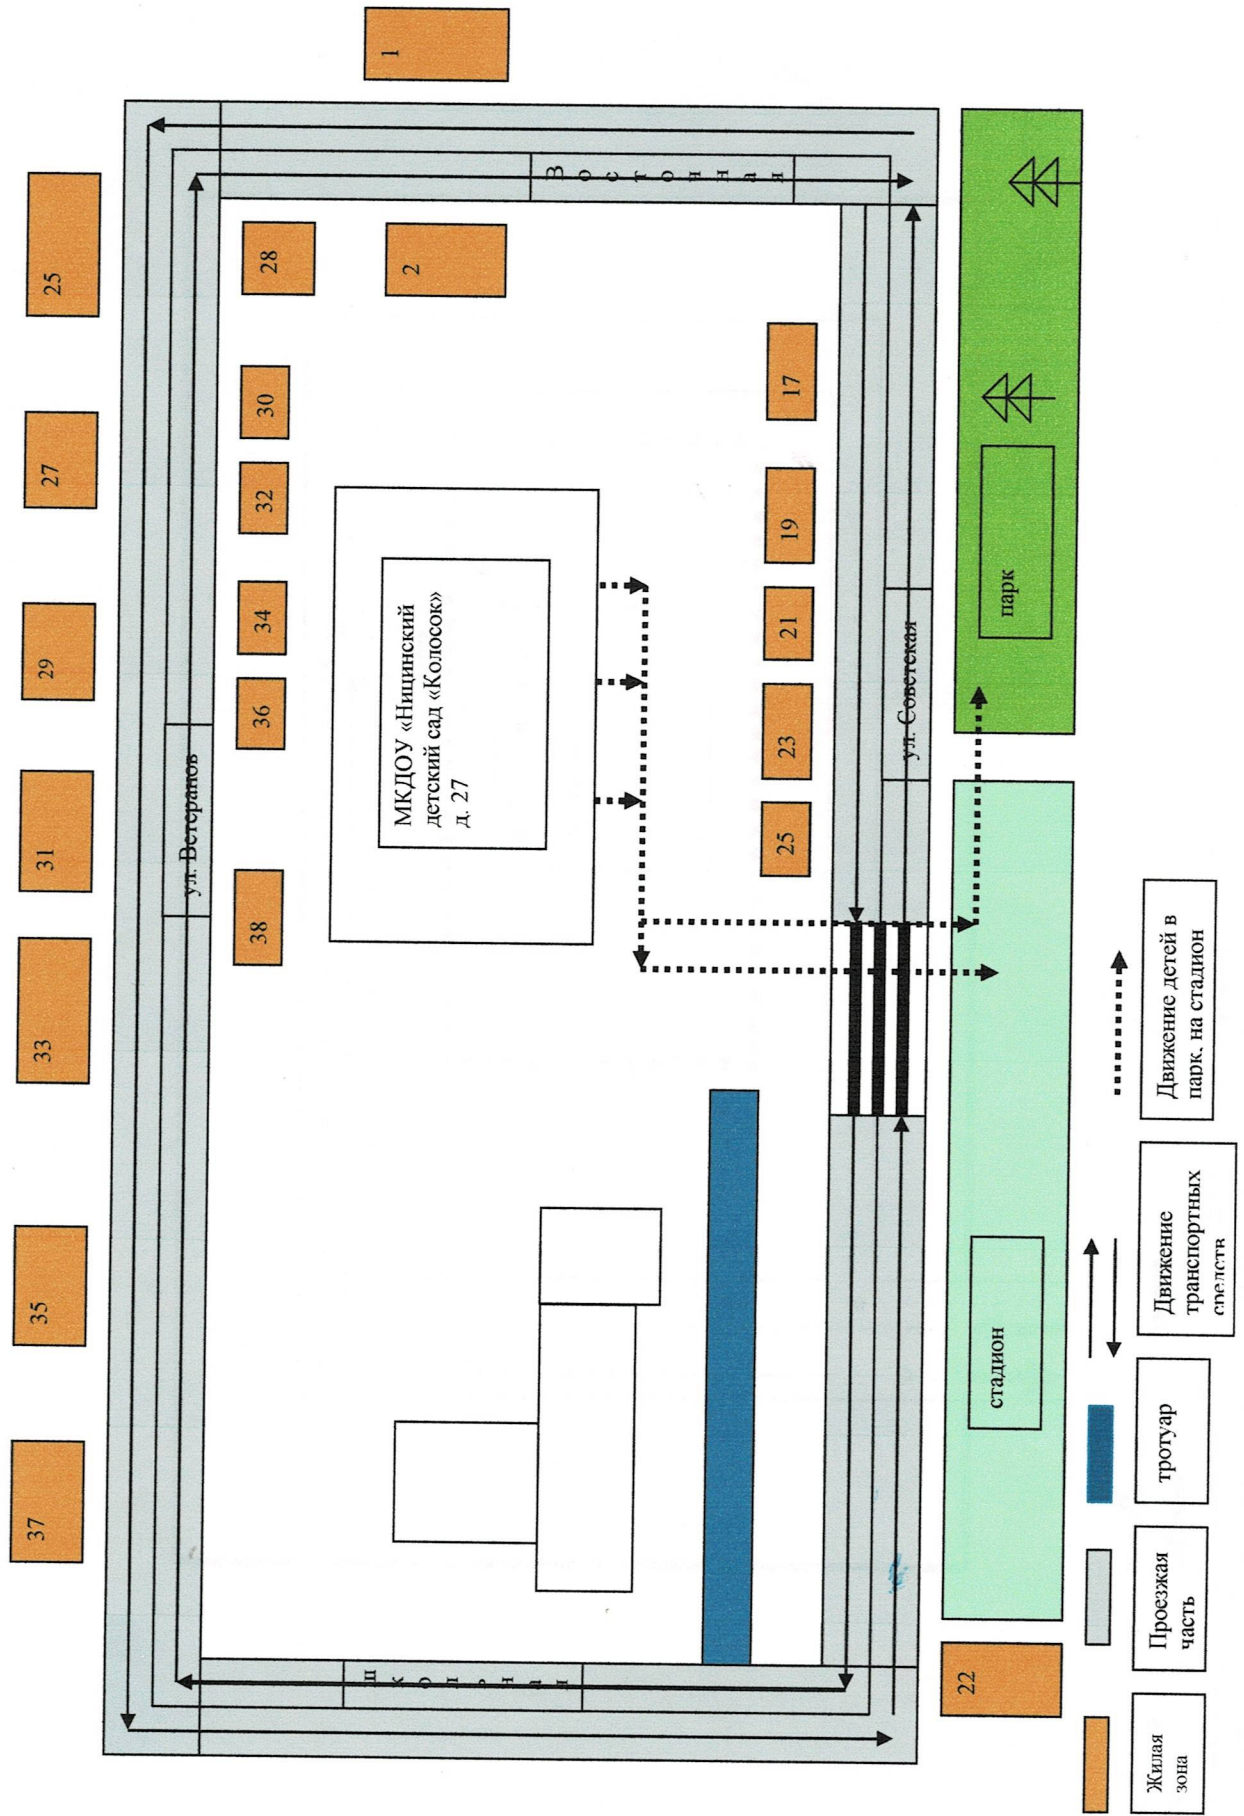 37
35
33
31
29
27
25
ул. Ветеранов
38
36
34
32
30
28
2
1
Восточная
Школьная
МКДОУ «Ницинский
детский сад «Колосок»
д. 27
25
23
21
19
17
ул. Советская
22
стадион
парк
Жилая
зона
Проезжая
часть
тротуар
Движение
транспортных
средств
Движение детей в
парк, на стадион